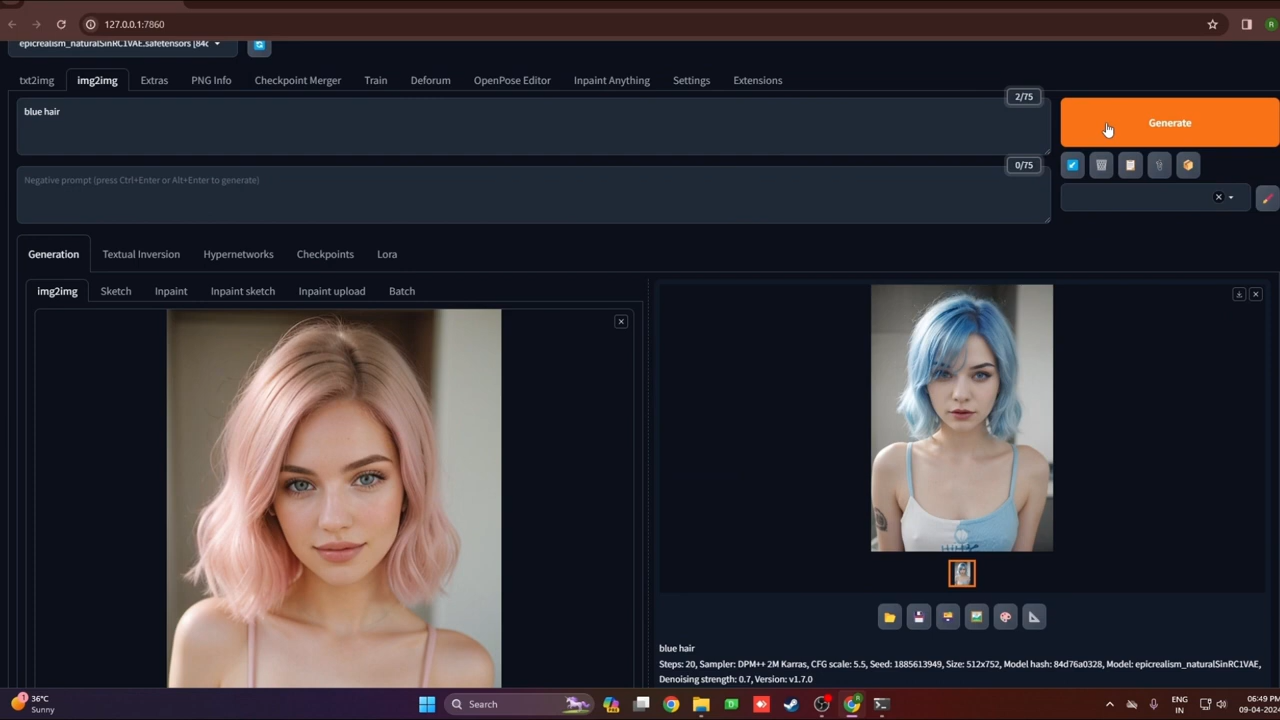 127.0.0.1:7860
epicrealism_naturalSinRC1VAE.safetensors [84c
txt2img img2img Extras PNG Info Checkpoint Merger Train Deforum OpenPose Editor Inpaint Anything Settings Extensions
2/75
blue hair
Generate
0/75
Negative prompt (press Ctrl+Enter or Alt+Enter to generate)
Generation Textual Inversion Hypernetworks Checkpoints Lora
img2img Sketch Inpaint Inpaint sketch Inpaint upload Batch
blue hair
Steps: 20, Sampler: DPM++ 2M Karras, CFG scale: 5.5, Seed: 1885613949, Size: 512x752, Model hash: 84d76a0328, Model: epicrealism_naturalSinRC1VAE,
Denoising strength: 0.7, Version: v1.7.0
36°C
Sunny
Search
ENG
IN
06:49 PM
09-04-2024